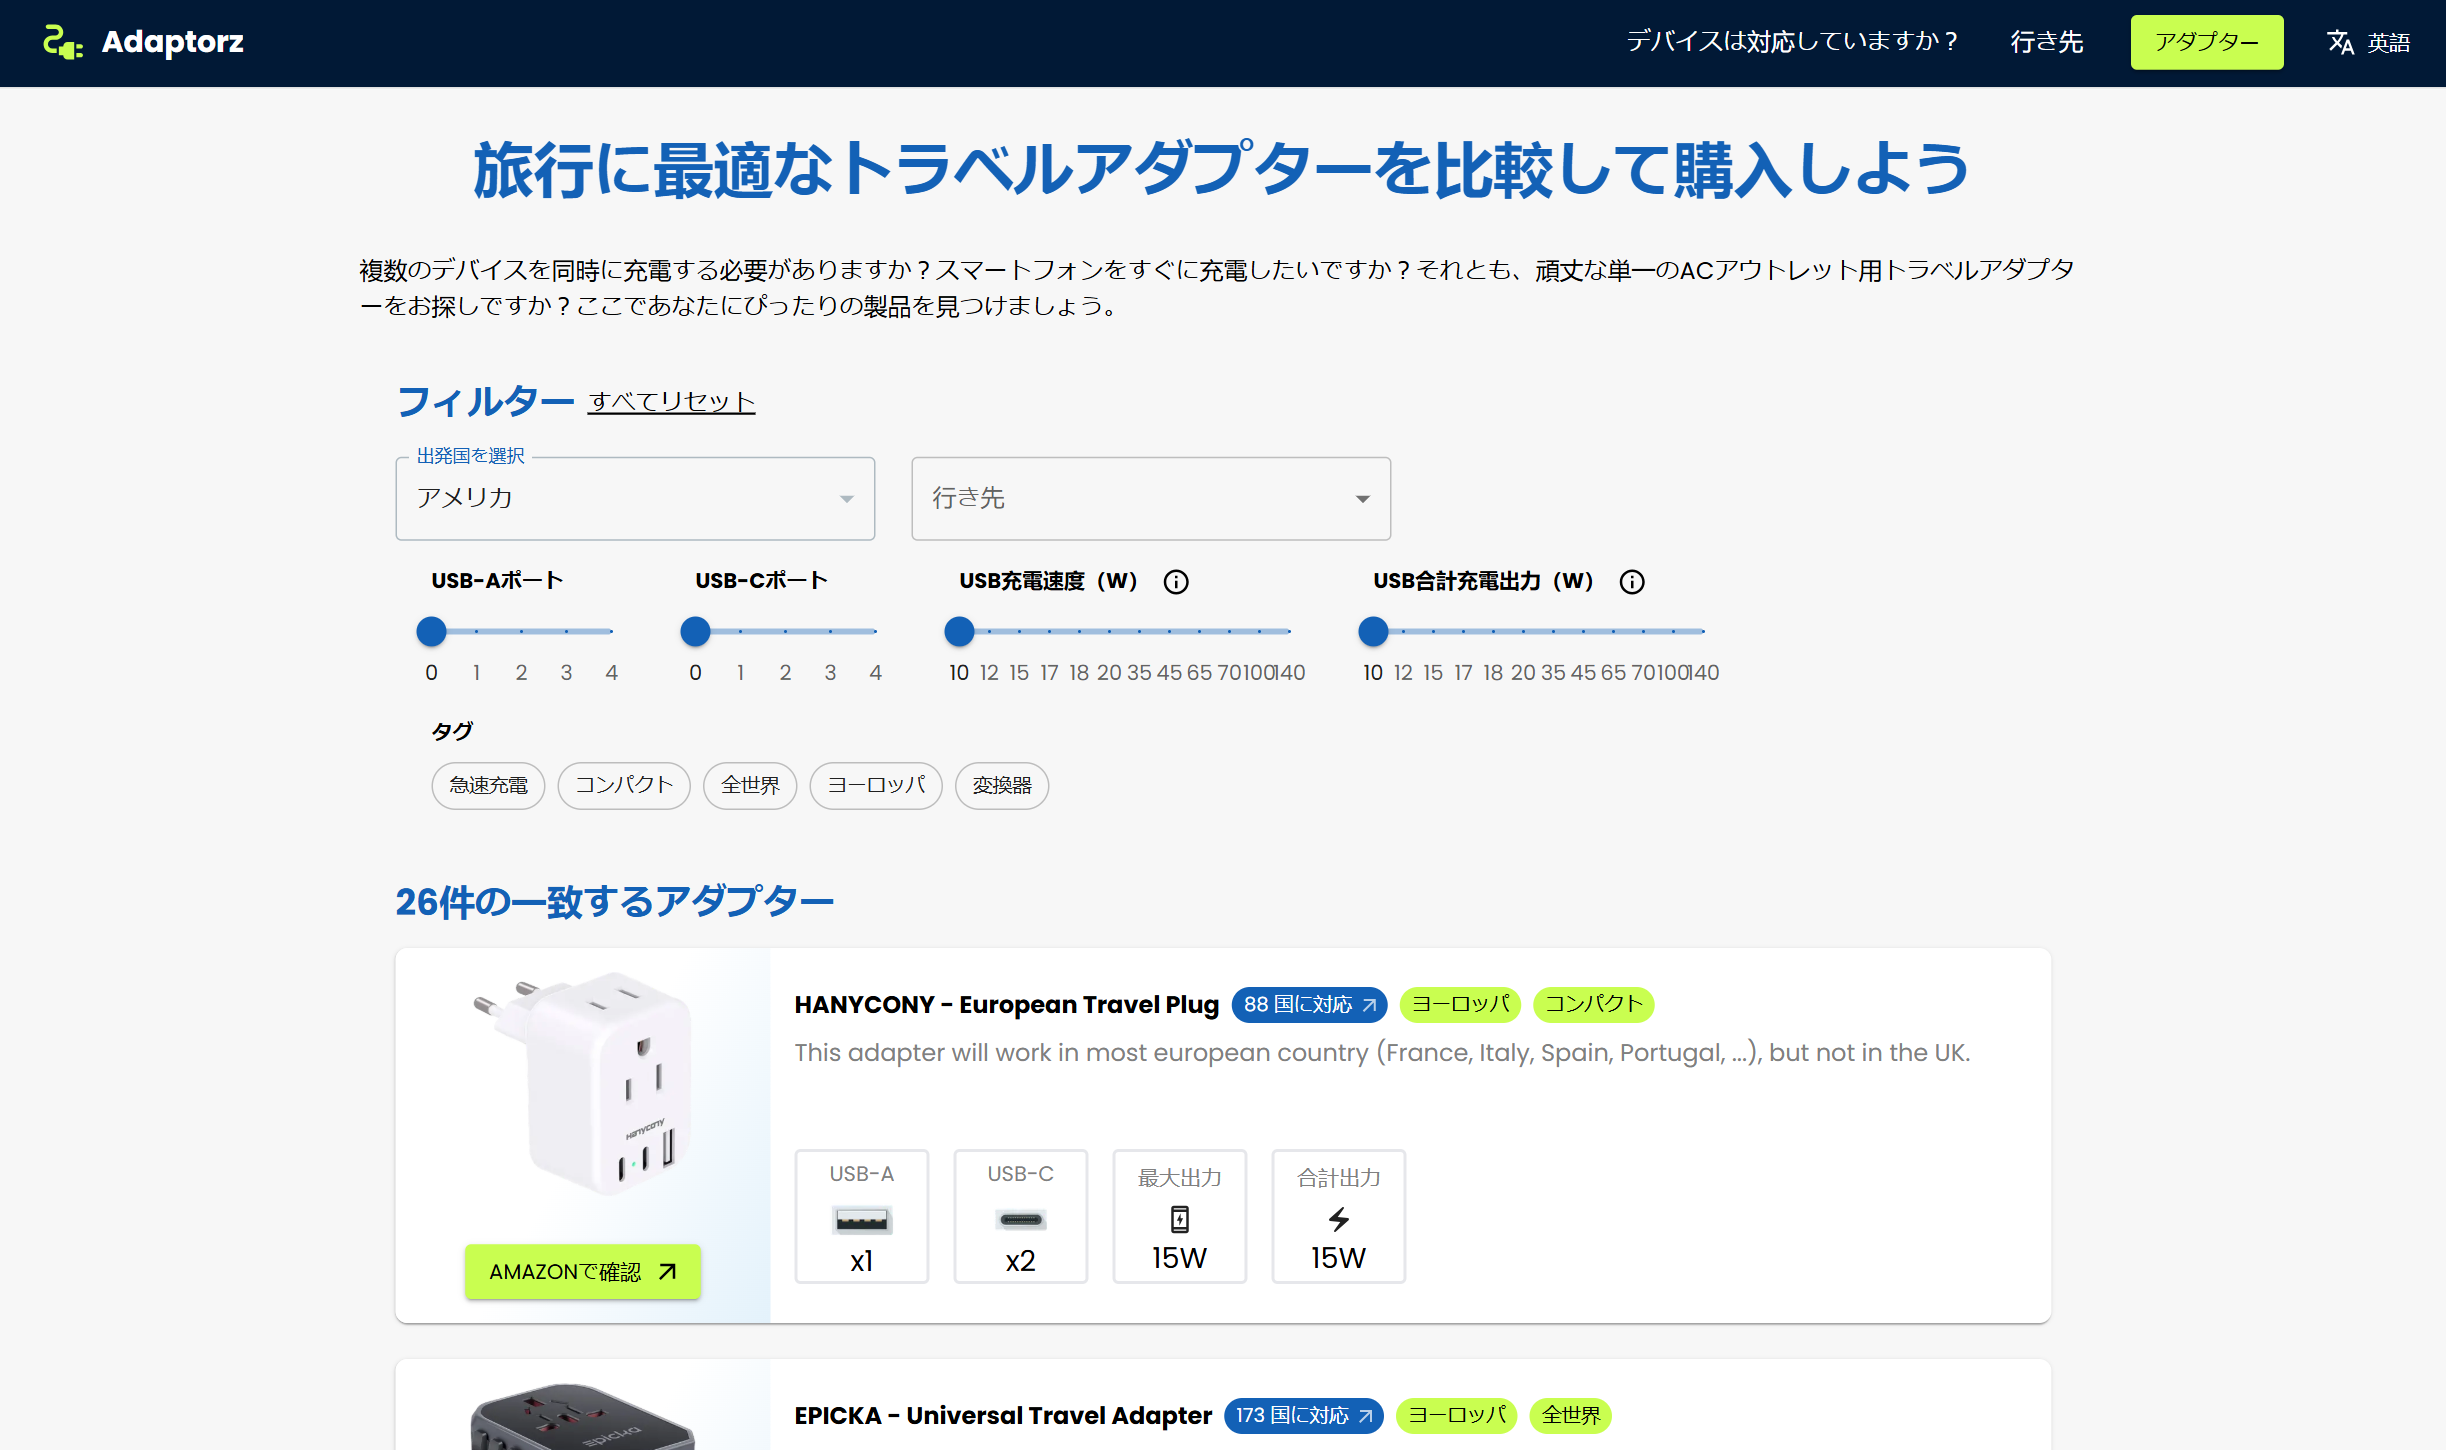 Adaptorz
デバイスは対応していますか？
行き先
アダプター
英語
旅行に最適なトラベルアダプターを比較して購入しよう
複数のデバイスを同時に充電する必要がありますか？スマートフォンをすぐに充電したいですか？それとも、頑丈な単一のACアウトレット用トラベルアダプタ
ーをお探しですか？ここであなたにぴったりの製品を見つけましょう。
フィルター すべてリセット
出発国を選択
アメリカ
行き先
USB-Aポート
USB-Cポート
USB充電速度（W）
USB合計充電出力（W）
0 1 2 3 4
0 1 2 3 4
10 12 15 17 18 20 35 45 65 70 100 140
10 12 15 17 18 20 35 45 65 70 100 140
タグ
急速充電
コンパクト
全世界
ヨーロッパ
変換器
26件の一致するアダプター
HANYCONY - European Travel Plug
88 国に対応
ヨーロッパ
コンパクト
This adapter will work in most european country (France, Italy, Spain, Portugal, ...), but not in the UK.
Hanycony
USB-A
x1
USB-C
x2
最大出力
15W
合計出力
15W
AMAZONで確認
EPICKA - Universal Travel Adapter
173 国に対応
ヨーロッパ
全世界
Epicka